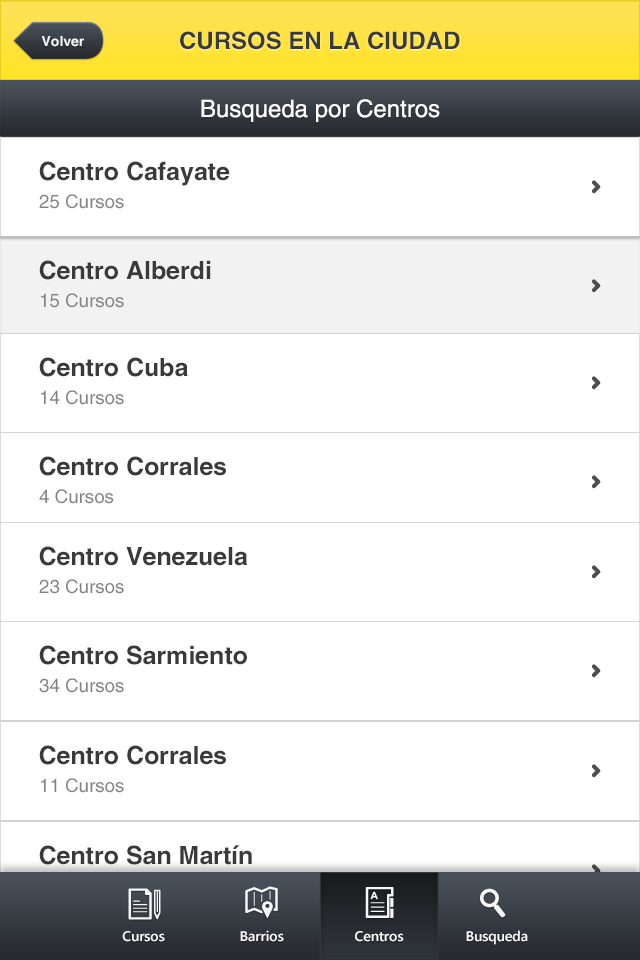 Volver
CURSOS EN LA CIUDAD
Busqueda por Centros
Centro Cafayate
25 Cursos
Centro Alberdi
15 Cursos
Centro Cuba
14 Cursos
Centro Corrales
4 Cursos
Centro Venezuela
23 Cursos
Centro Sarmiento
34 Cursos
Centro Corrales
11 Cursos
Centro San Martín
A
Cursos
Barrios
Centros
Busqueda